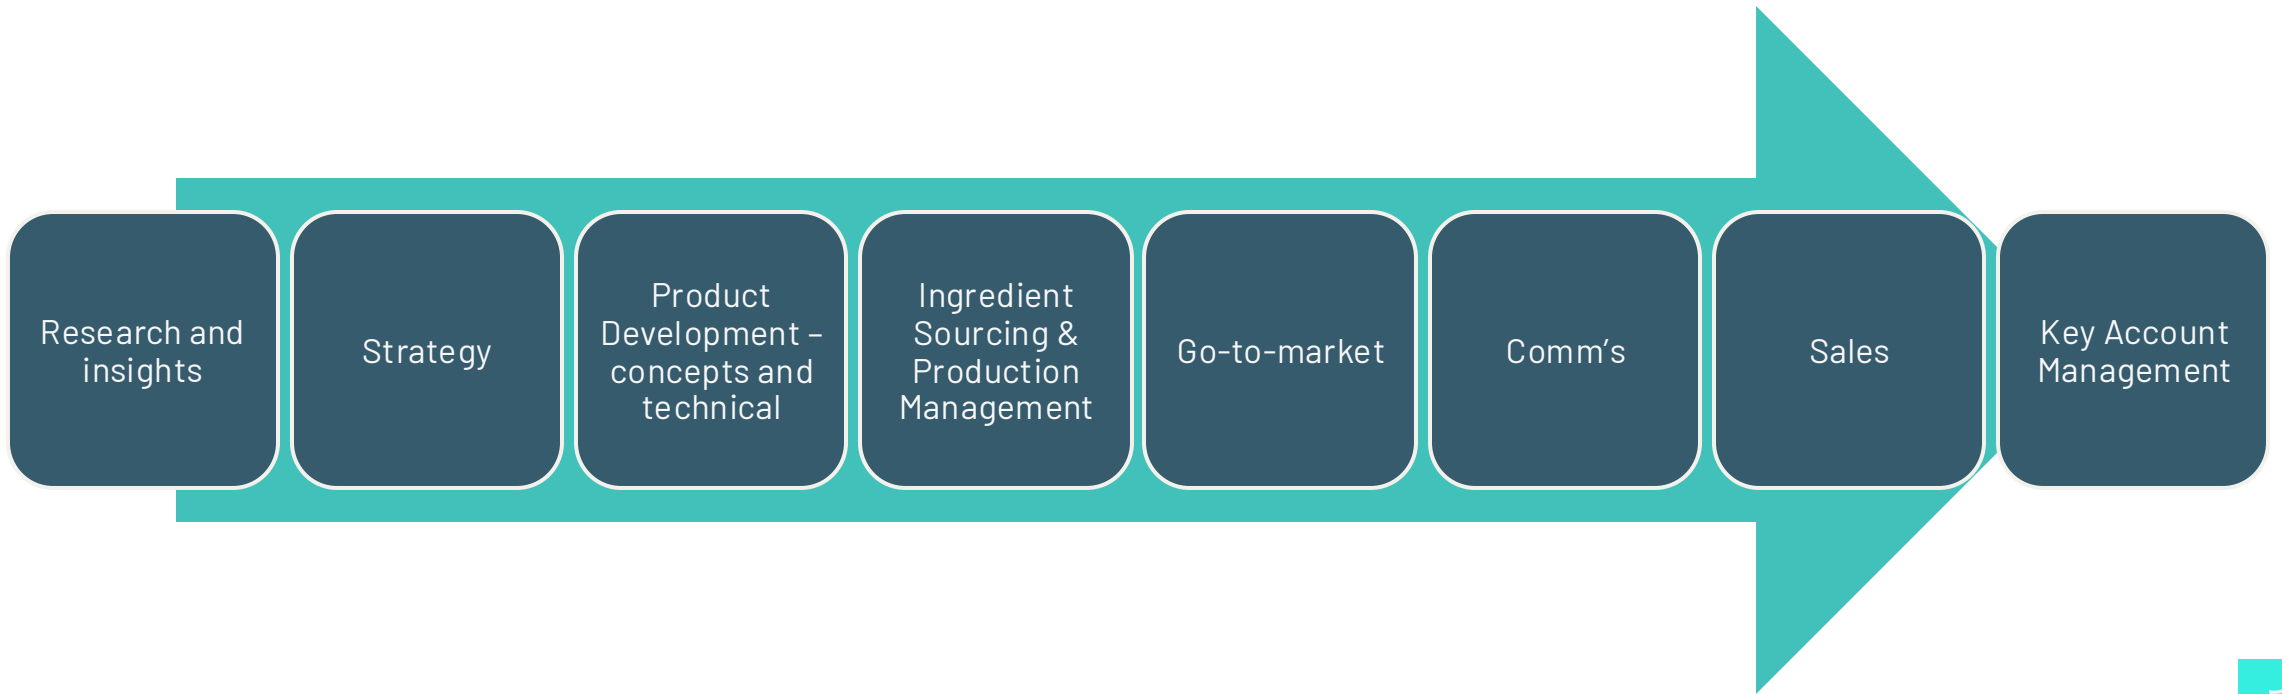 Research and
insights
Strategy
Product
Development –
concepts and
technical
Ingredient
Sourcing &
Production
Management
Go-to-market
Comm’s
Sales
Key Account
Management